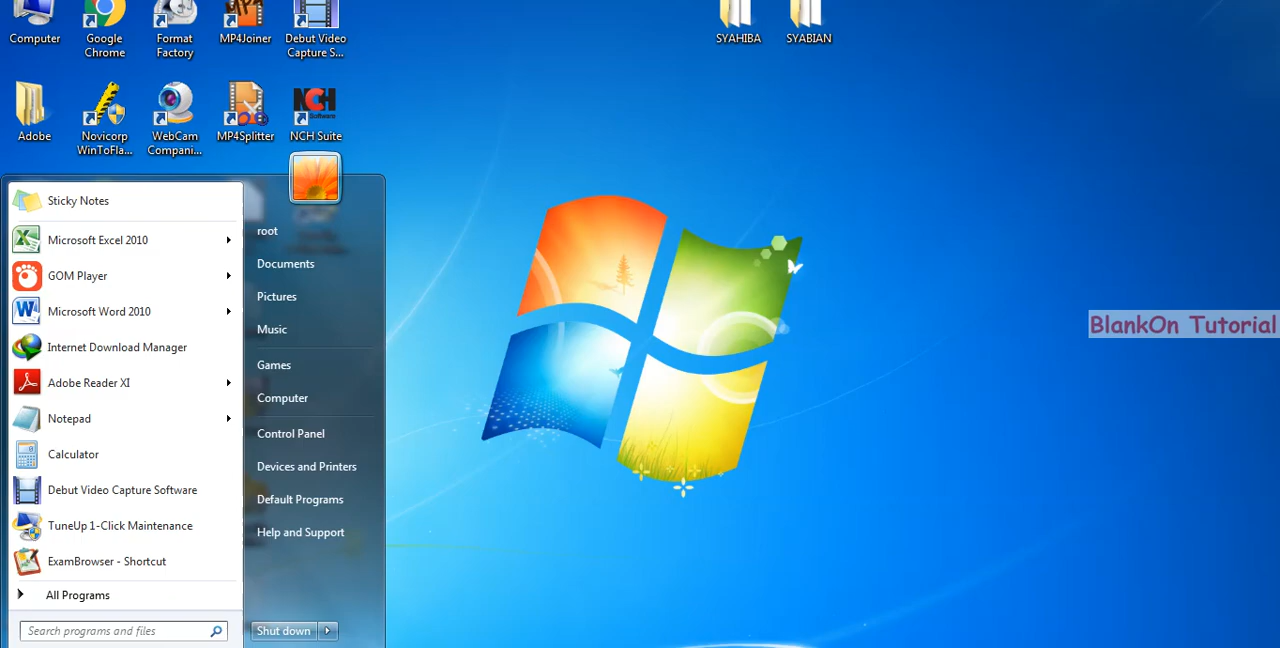 Computer
Google
Chrome
Format
Factory
MP4Joiner
Debut Video
Capture S...
SYAHIBA
SYABIAN
Adobe
Novicorp
WinToFla...
WebCam
Compani...
MP4Splitter
NCH
Software
NCH Suite
Sticky Notes
Microsoft Excel 2010
GOM Player
Microsoft Word 2010
Internet Download Manager
Adobe Reader XI
Notepad
Calculator
Debut Video Capture Software
TuneUp 1-Click Maintenance
ExamBrowser - Shortcut
All Programs
Search programs and files
root
Documents
Pictures
Music
Games
Computer
Control Panel
Devices and Printers
Default Programs
Help and Support
Shut down
BlankOn Tutorial